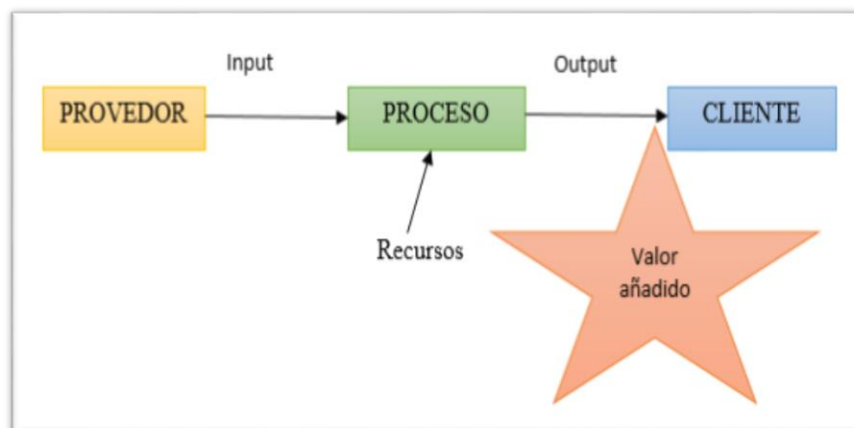 Input
Output
PROVEDOR
PROCESO
CLIENTE
Recursos
Valor
añadido